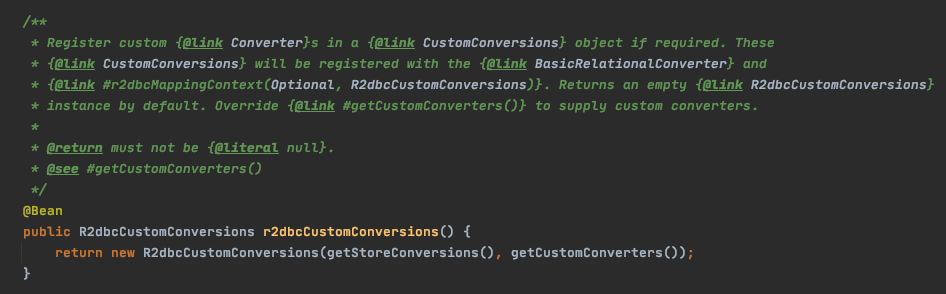 /**
 * Register custom {@link Converter}s in a {@link CustomConversions} object if required. These
 * {@link CustomConversions} will be registered with the {@link BasicRelationalConverter} and
 * {@link #r2dbcMappingContext(Optional, R2dbcCustomConversions)}. Returns an empty {@link R2dbcCustomConversions}
 * instance by default. Override {@link #getCustomConverters()} to supply custom converters.
 *
 * @return must not be {@literal null}.
 * @see #getCustomConverters()
 */
@Bean
public R2dbcCustomConversions r2dbcCustomConversions() {
    return new R2dbcCustomConversions(getStoreConversions(), getCustomConverters());
}